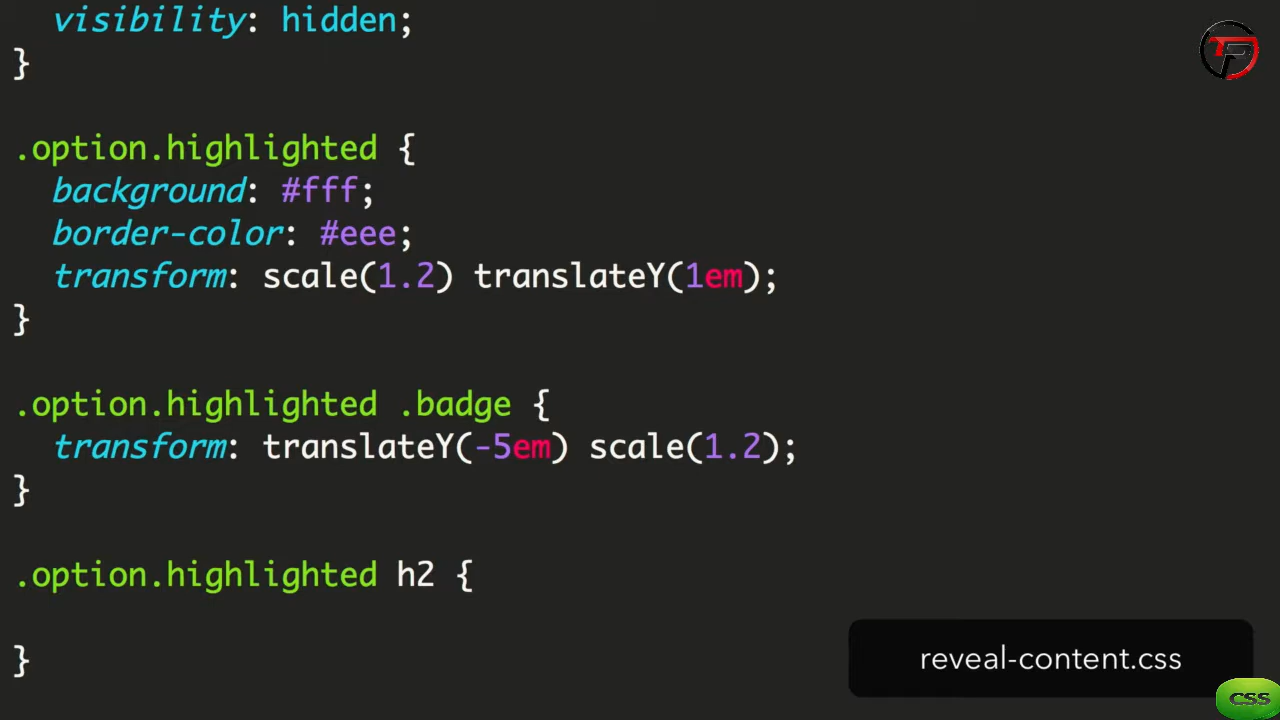 visibility: hidden;
}
.option.highlighted {
background: #fff;
border-color: #eee;
transform: scale(1.2) translateY(1em);
}
.option.highlighted .badge {
transform: translateY(-5em) scale(1.2);
}
.option.highlighted h2 {
}
reveal-content.css
CSS